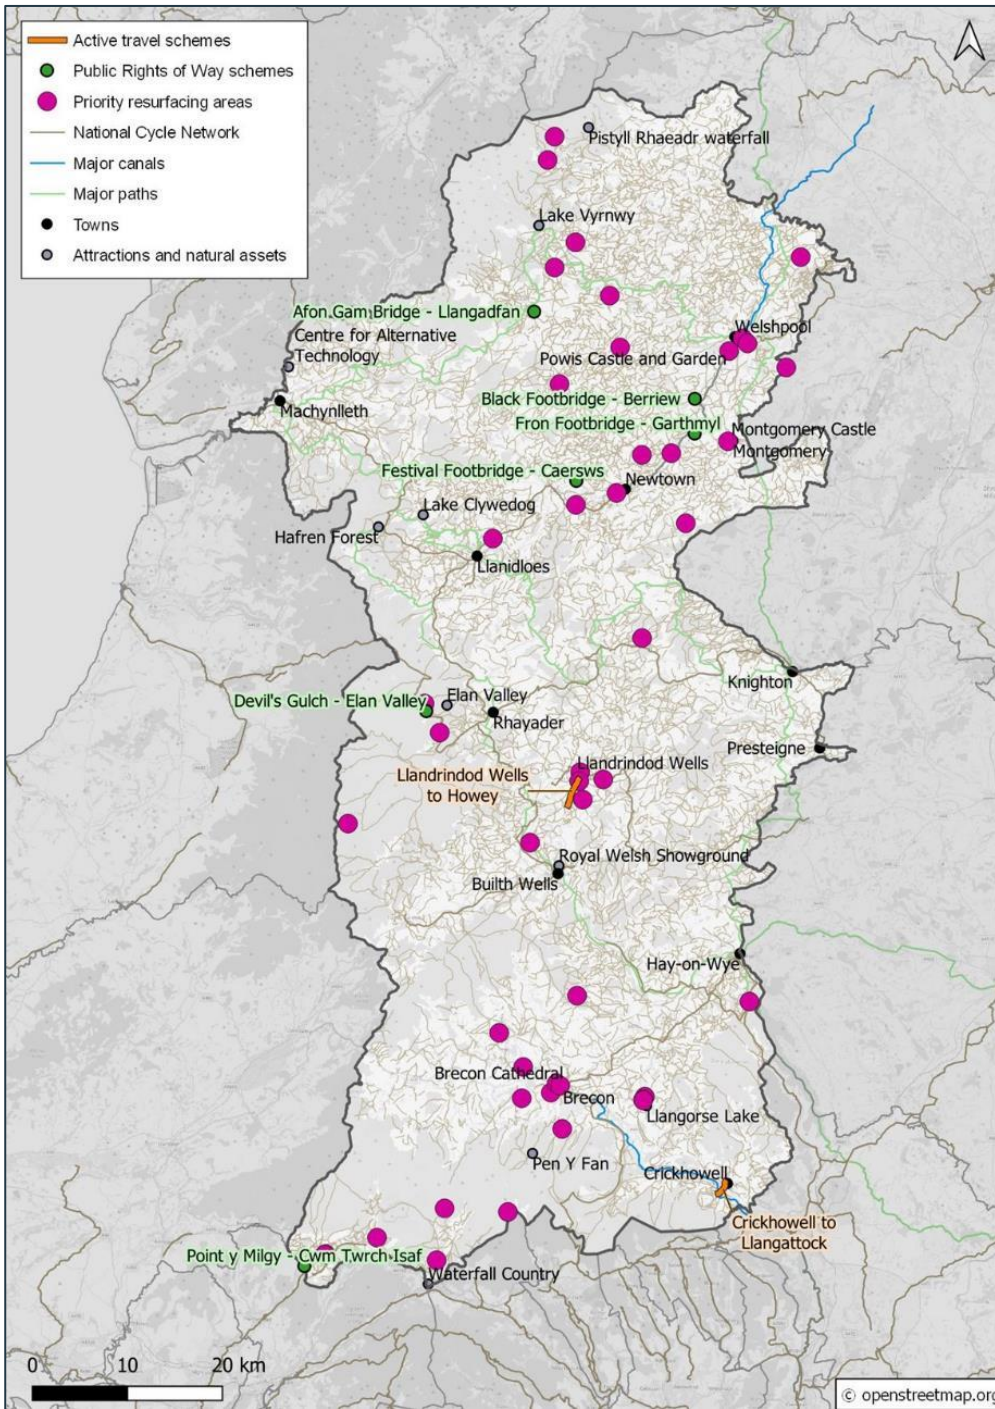 Active travel schemes
Public Rights of Way schemes
Priority resurfacing areas
National Cycle Network
Major canals
Major paths
Towns
Attractions and natural assets
Pistyll Rhaeadr waterfall
Lake Vyrnwy
Afon Gam Bridge - Llangadfan
Centre for Alternative
Technology
Welshpool
Powis Castle and Garden
Machynlleth
Black Footbridge - Berriew
Fron Footbridge - Garthmyl
Montgomery Castle
Montgomery
Festival Footbridge - Caersws
Newtown
Lake Clywedog
Hafren Forest
Llanidloes
Knighton
Devil's Gulch - Elan Valley
Elan Valley
Rhayader
Presteigne
Llandrindod Wells
Llandrindod Wells
to Howey
Royal Welsh Showground
Builth Wells
Hay-on-Wye
Brecon Cathedral
Brecon
Llangorse Lake
Pen Y Fan
Crickhowell
Crickhowell to
Llangattock
Point y Milgy - Cwm Twrch Isaf
Waterfall Country
0 10 20 km
© openstreetmap.org